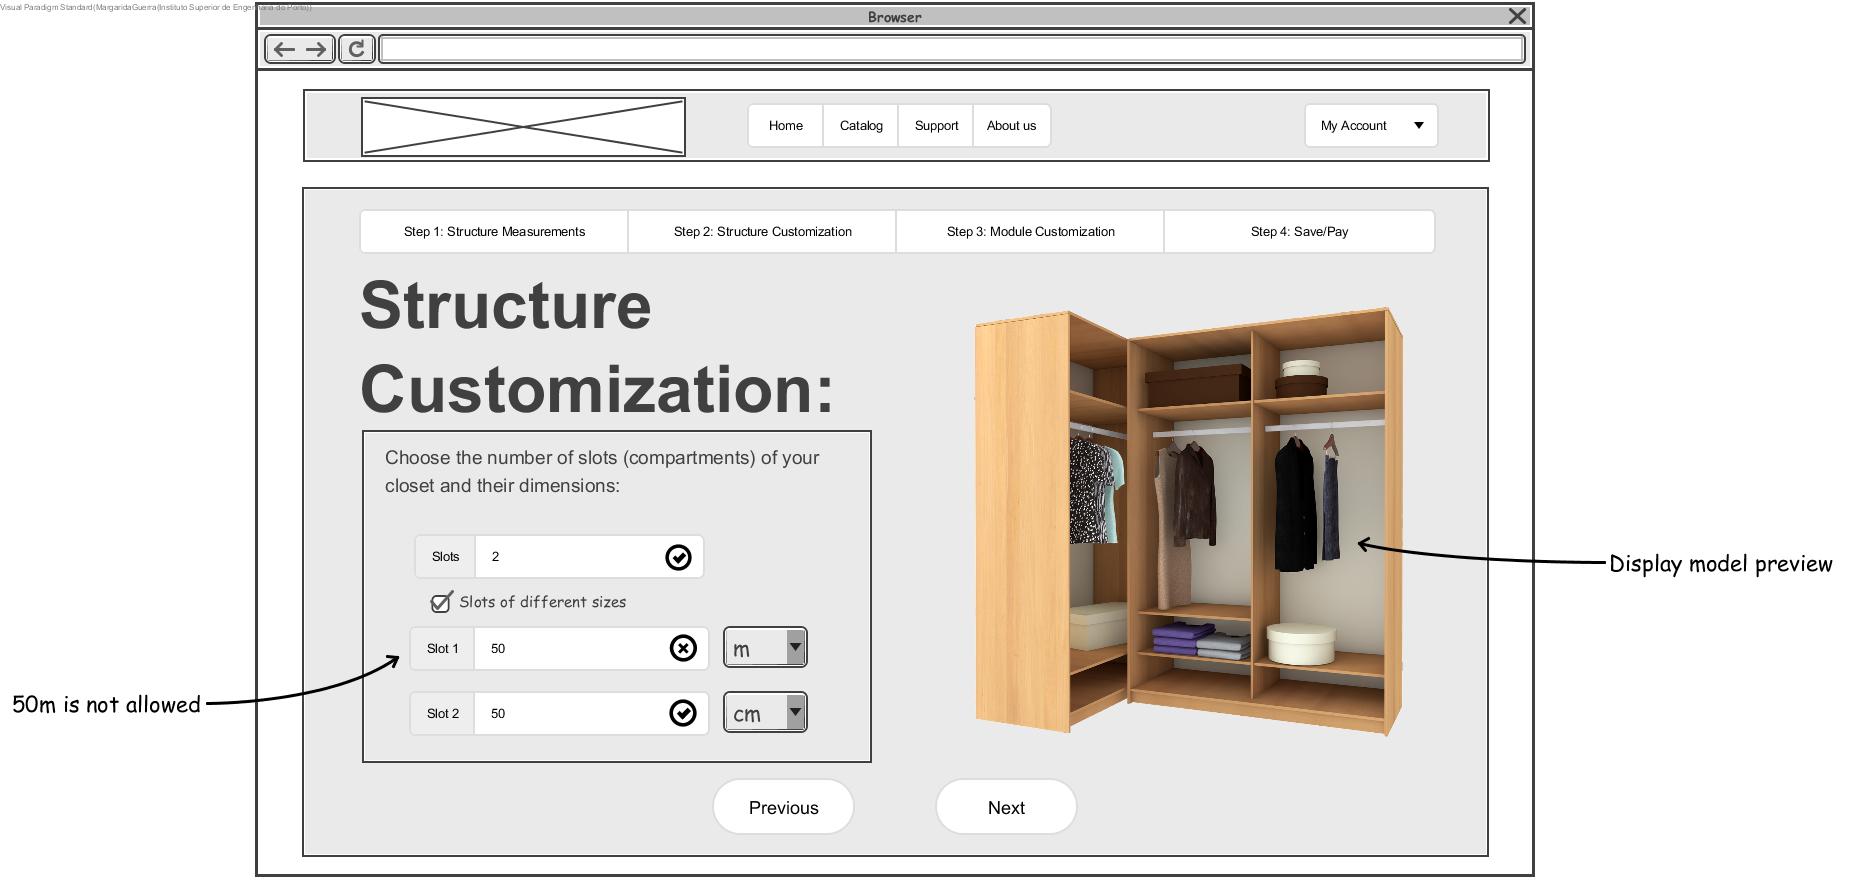 Visual Paradigm Standard(MargaridaGuerra(Instituto Superior de Engenharia do Porto))
Browser
Home Catalog Support About us My Account
Step 1: Structure Measurements Step 2: Structure Customization Step 3: Module Customization Step 4: Save/Pay
Structure
Customization:
Choose the number of slots (compartments) of your
closet and their dimensions:
Slots 2
Slots of different sizes
Slot 1 50 m
Slot 2 50 cm
50m is not allowed
Display model preview
Previous Next